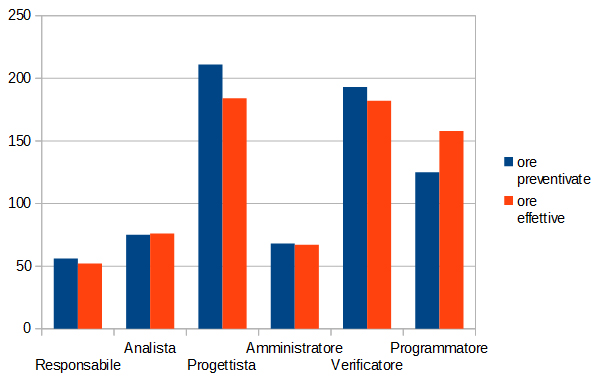 250
200
150
100
50
0
Responsabile
Analista
Progettista
Amministratore
Verificatore
Programmatore
ore
preventivate
ore
effettive